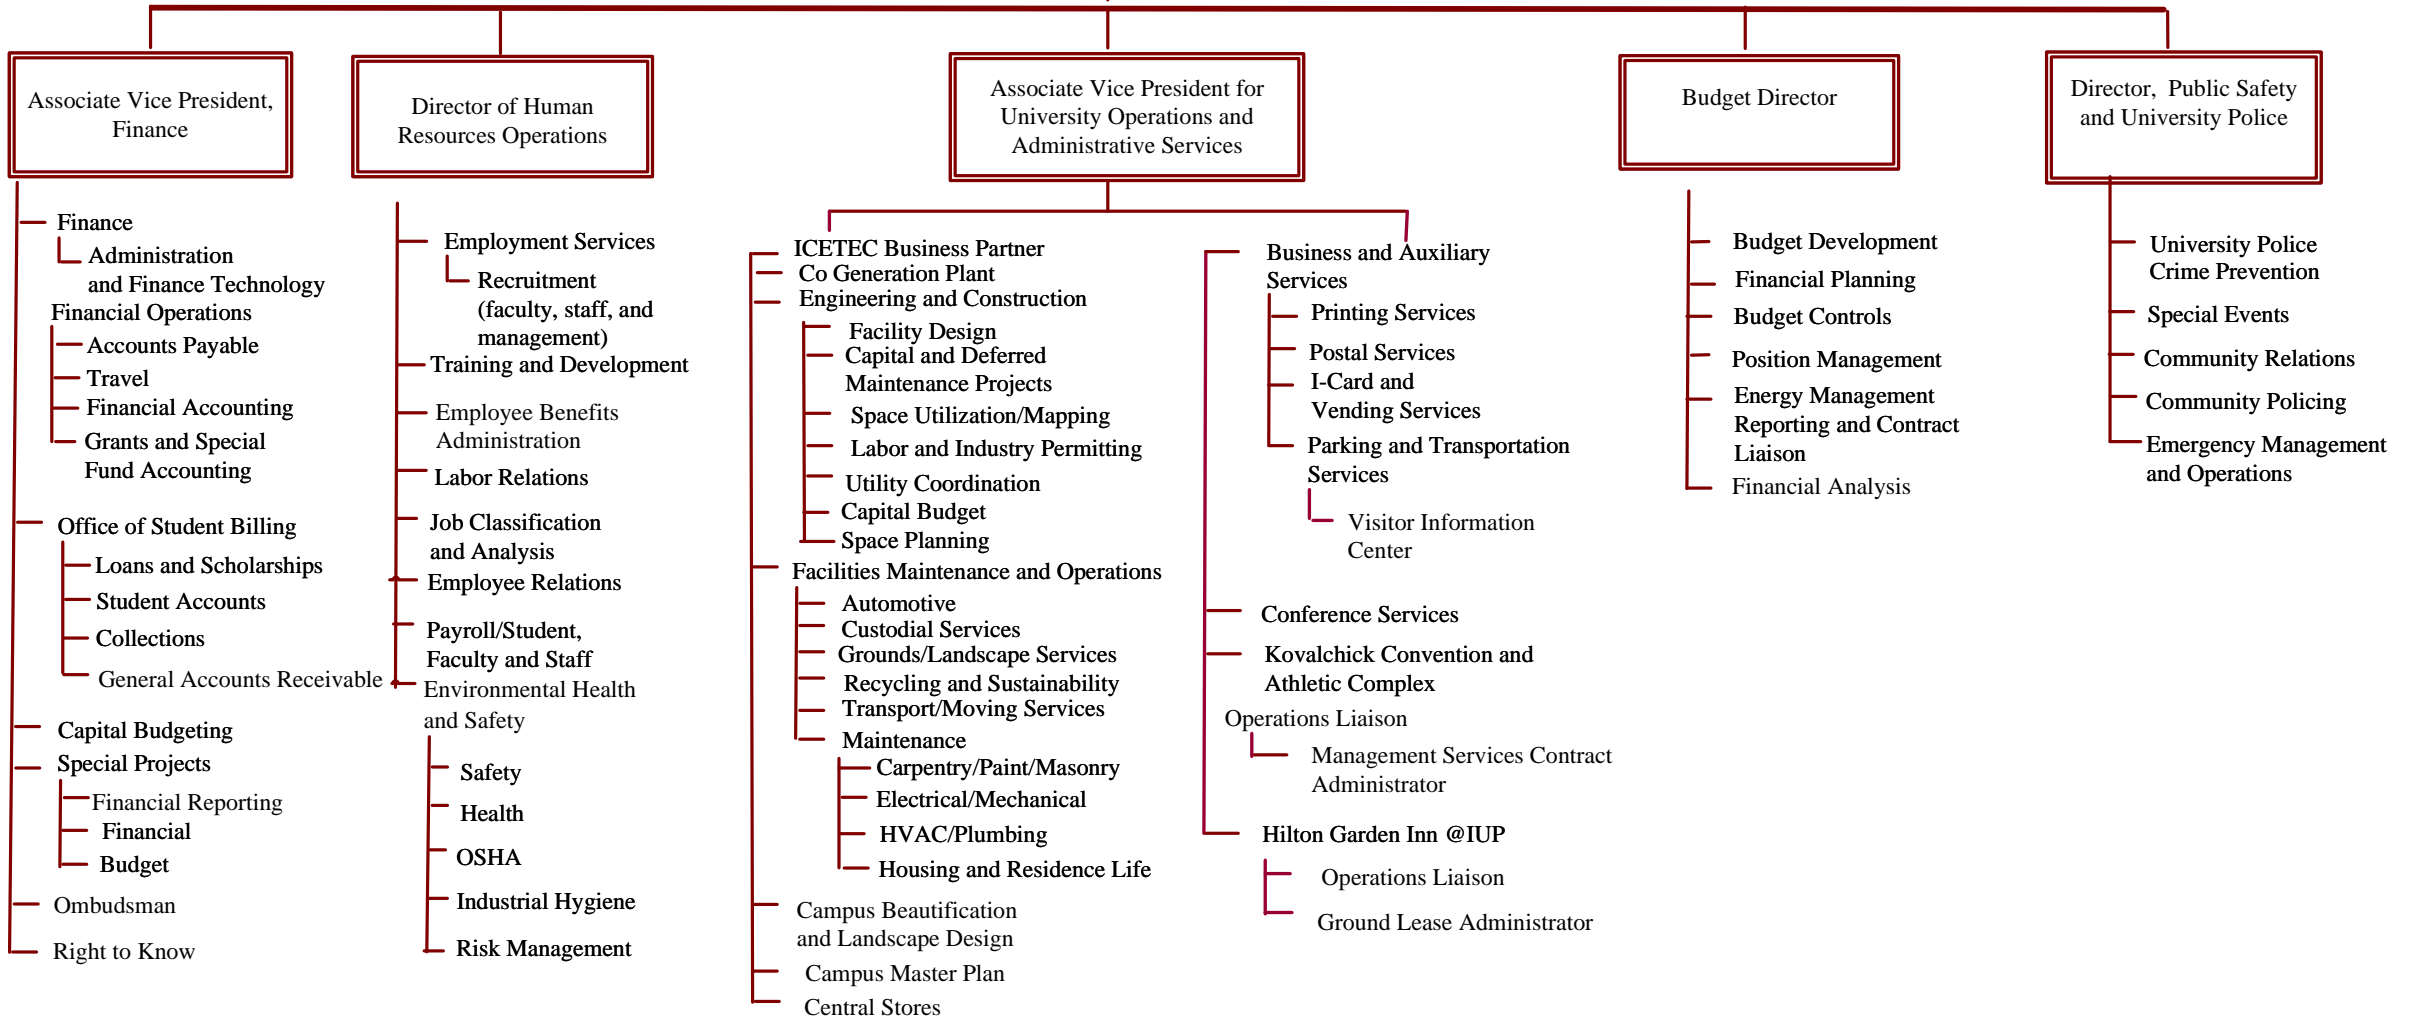 Associate Vice President,
Finance
Finance
Administration
and Finance Technology
Financial Operations
Accounts Payable
Travel
Financial Accounting
Grants and Special
Fund Accounting
Office of Student Billing
Loans and Scholarships
Student Accounts
Collections
General Accounts Receivable
Capital Budgeting
Special Projects
Financial Reporting
Financial
Budget
Ombudsman
Right to Know
Director of Human
Resources Operations
Employment Services
Recruitment
(faculty, staff, and
management)
Training and Development
Employee Benefits
Administration
Labor Relations
Job Classification
and Analysis
Employee Relations
Payroll/Student,
Faculty and Staff
Environmental Health
and Safety
Safety
Health
OSHA
Industrial Hygiene
Risk Management
Associate Vice President for
University Operations and
Administrative Services
ICETEC Business Partner
Co Generation Plant
Engineering and Construction
Facility Design
Capital and Deferred
Maintenance Projects
Space Utilization/Mapping
Labor and Industry Permitting
Utility Coordination
Capital Budget
Space Planning
Facilities Maintenance and Operations
Automotive
Custodial Services
Grounds/Landscape Services
Recycling and Sustainability
Transport/Moving Services
Maintenance
Carpentry/Paint/Masonry
Electrical/Mechanical
HVAC/Plumbing
Housing and Residence Life
Campus Beautification
and Landscape Design
Campus Master Plan
Central Stores
Business and Auxiliary
Services
Printing Services
Postal Services
I-Card and
Vending Services
Parking and Transportation
Services
Visitor Information
Center
Conference Services
Kovalchick Convention and
Athletic Complex
Operations Liaison
Management Services Contract
Administrator
Hilton Garden Inn @IUP
Operations Liaison
Ground Lease Administrator
Budget Director
Budget Development
Financial Planning
Budget Controls
Position Management
Energy Management
Reporting and Contract
Liaison
Financial Analysis
Director,  Public Safety
and University Police
University Police
Crime Prevention
Special Events
Community Relations
Community Policing
Emergency Management
and Operations